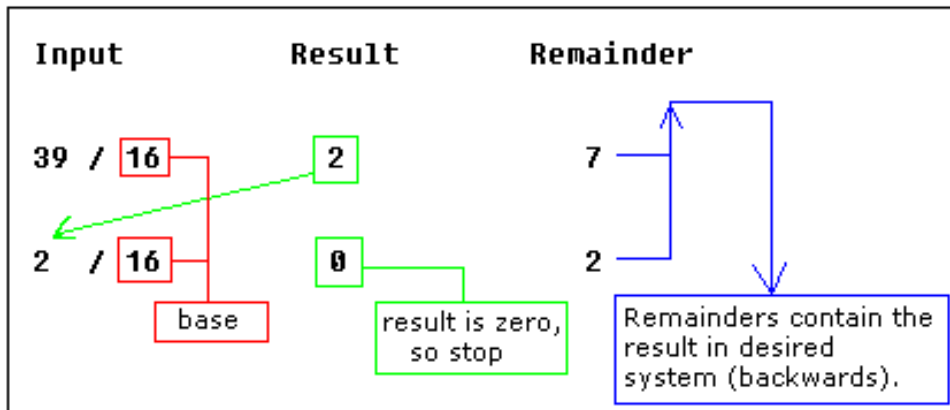 Input Result Remainder
39 / 16 2 7
2 / 16 0 2
base
result is zero,
so stop
Remainders contain the
result in desired
system (backwards).